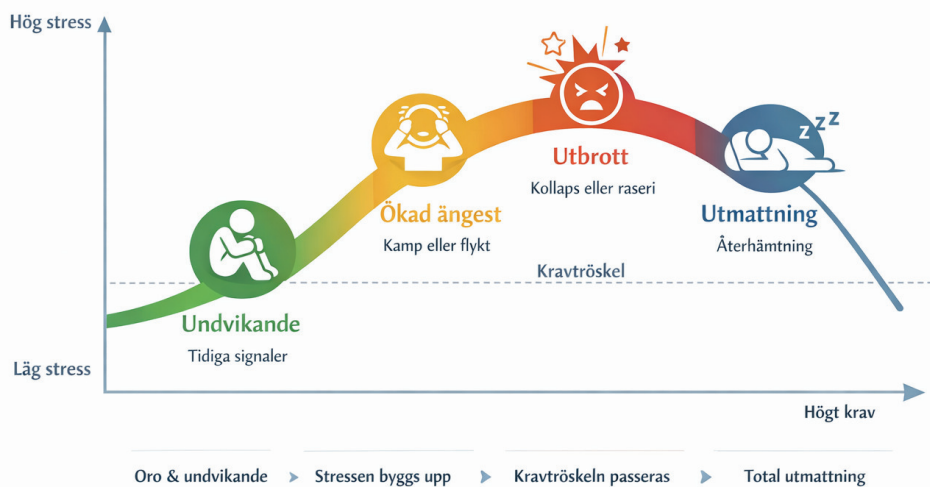 Hög stress
Utbrott
Kollaps eller raseri
zzz
Ökad ängest
Kamp eller flykt
Utmattning
Återhämtning
Kravtröskel
Undvikande
Tidiga signaler
Låg stress
Högt krav
Oro & undvikande > Stressen byggs upp > Kravtröskeln passeras > Total utmattning